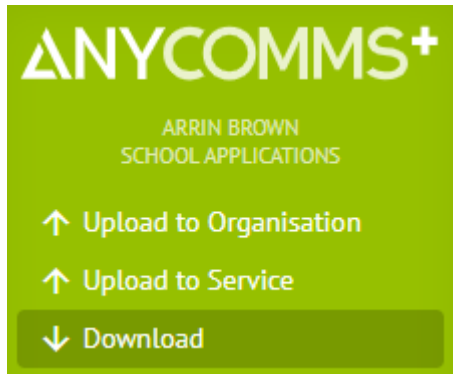 ANYCOMMS+
ARRIN BROWN
SCHOOL APPLICATIONS
↑ Upload to Organisation
↑ Upload to Service
↓ Download